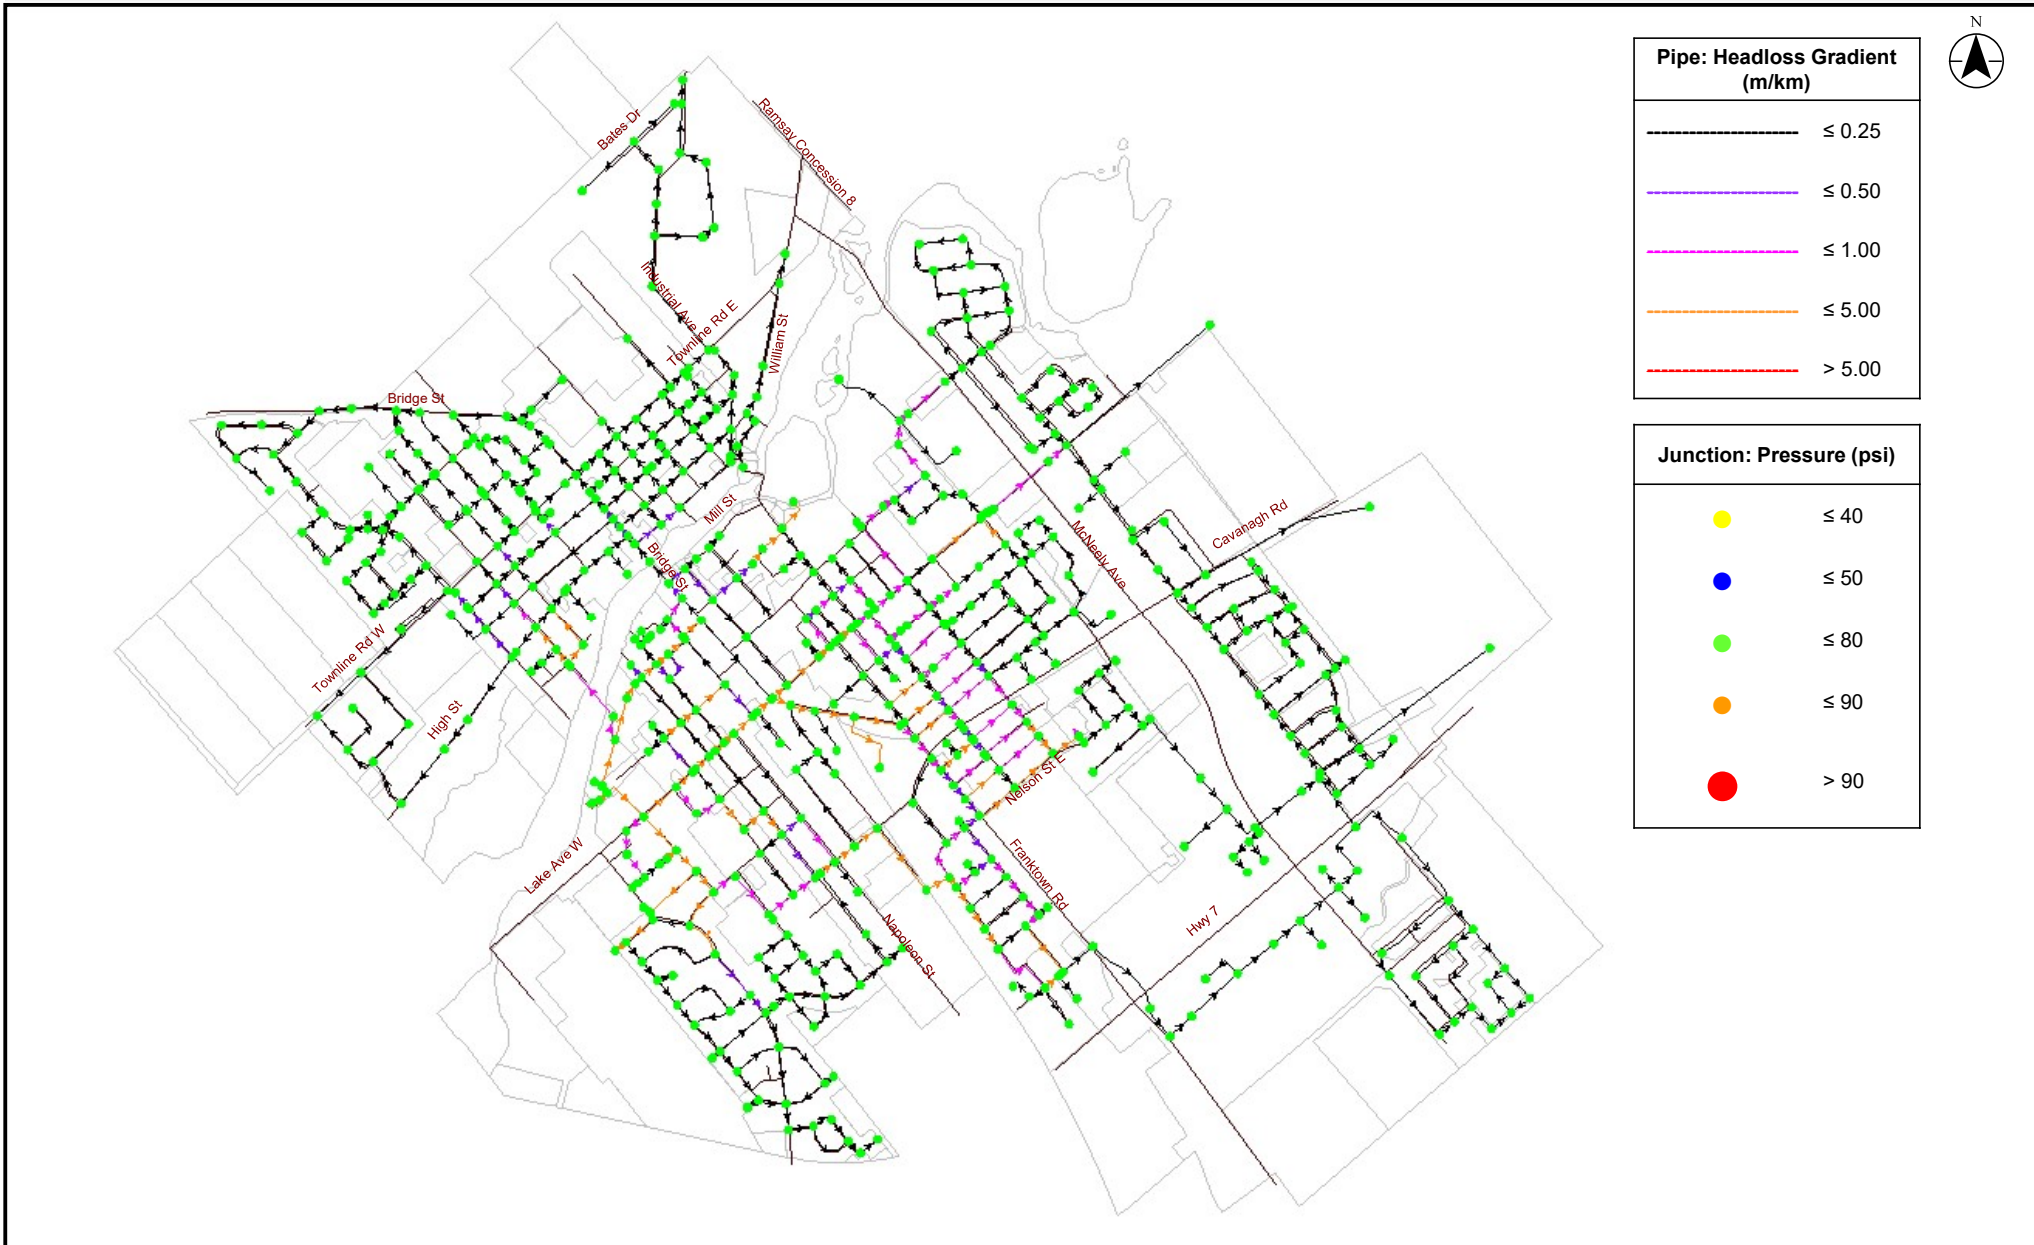 N
Pipe: Headloss Gradient
(m/km)
≤ 0.25
≤ 0.50
≤ 1.00
≤ 5.00
> 5.00
Junction: Pressure (psi)
≤ 40
≤ 50
≤ 80
≤ 90
> 90
Bates Dr
Ramsay Concession 8
Industrial Ave
Townline Rd E
William St
Bridge St
Mill St
Bridge St
McNeely Ave
Cavanagh Rd
Townline Rd W
High St
Nelson St E
Lake Ave W
Franktown Rd
Napoleon St
Hwy 7